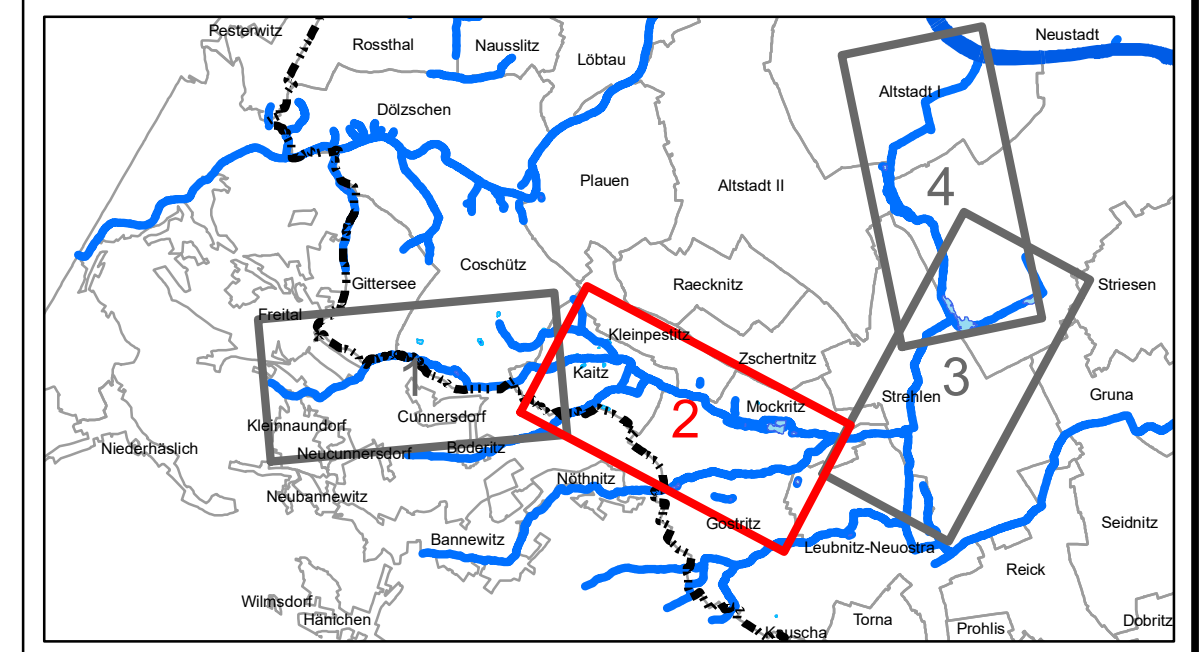 Pesterwitz
Rossthal
Nausslitz
Löbtau
Neustadt
Altstadt I
Dölzschen
Plauen
Altstadt II
4
Coschütz
Gittersee
Raecknitz
Striesen
Freital
Kleinpestitz
Zschertnitz
Kaitz
1
3
Strehlen
Gruna
Mockritz
2
Cunnersdorf
Kleinnaundorf
Niederhäslich
Neucunnersdorf
Boderitz
Nöthnitz
Neubannewitz
Gostritz
Seidnitz
Bannewitz
Leubnitz-Neuostra
Reick
Wilmsdorf
Hänichen
Torna
Prohlis
Dobritz
Kauscha